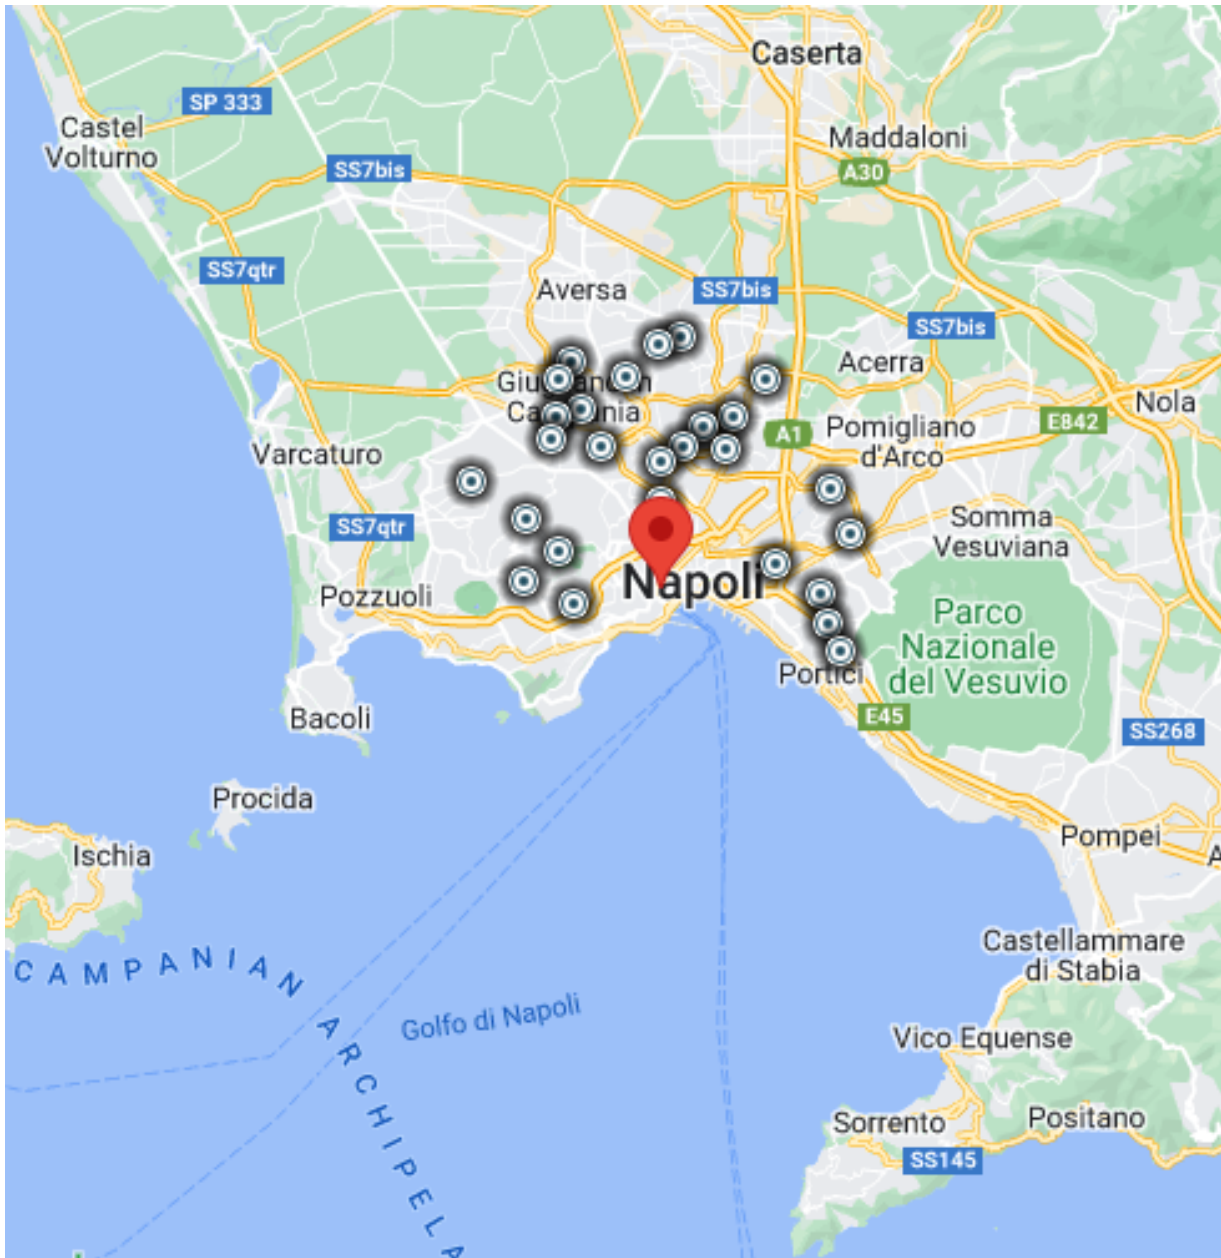 Caserta
SP 333
Castel
Volturno
Maddaloni
SS7bis
A30
SS7qtr
Aversa
SS7bis
SS7bis
Acerra
Nola
E842
A1
Pomigliano
d'Arco
Varcaturo
SS7qtr
Somma
Vesuviana
Napoli
Pozzuoli
Parco
Nazionale
del Vesuvio
Portici
E45
Bacoli
SS268
Procida
Ischia
Pompei
Castellammare
di Stabia
CAMPANIAN ARCHIPELA
Golfo di Napoli
Vico Equense
Sorrento
Positano
SS145